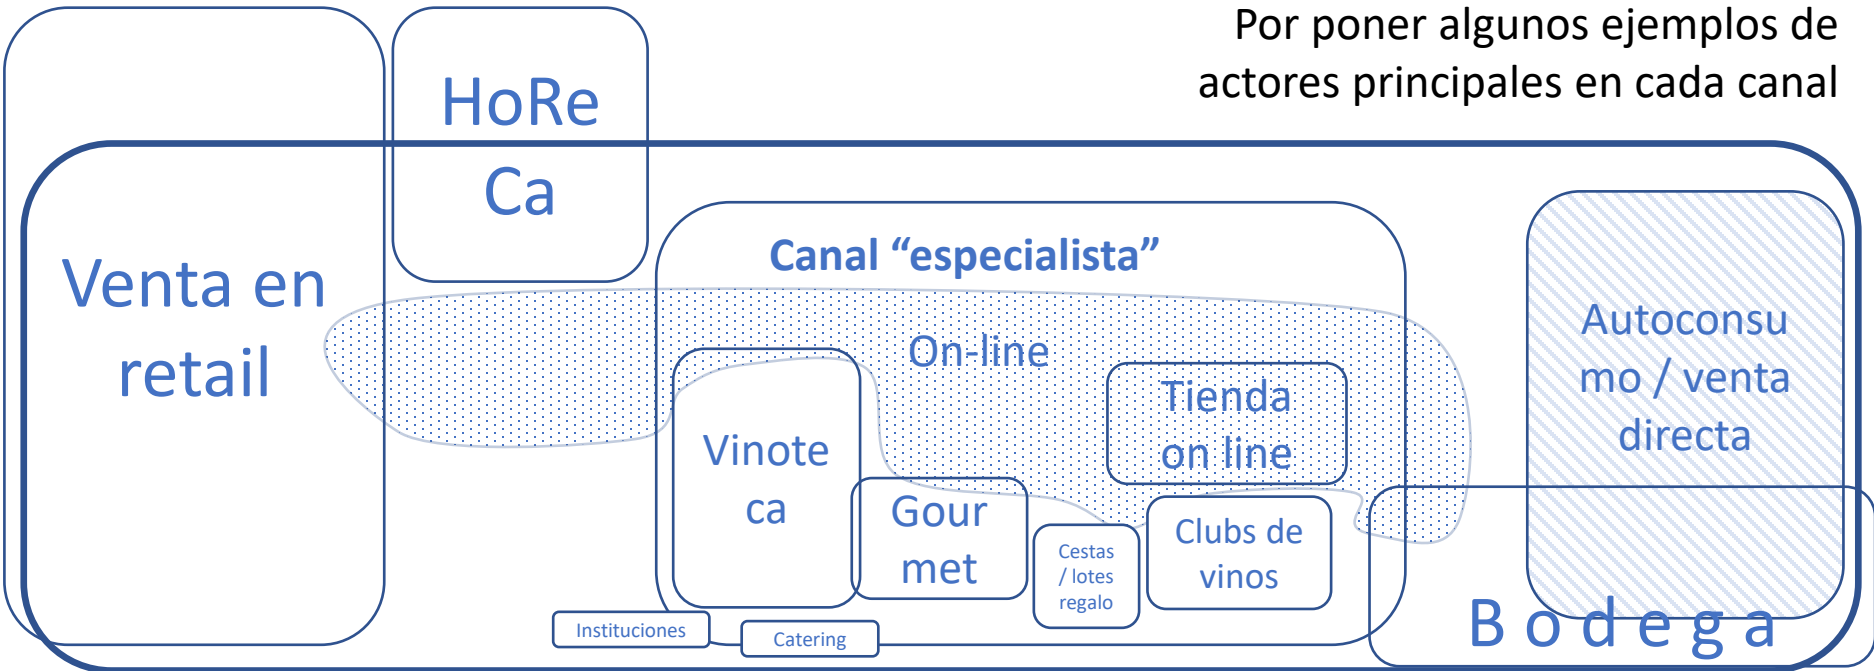 Por poner algunos ejemplos de
actores principales en cada canal
HoRe
Ca
Venta en
retail
Canal “especialista”
On-line
Tienda
on line
Vinote
ca
Gour
met
Cestas
/ lotes
regalo
Clubs de
vinos
Instituciones
Catering
Autoconsu
mo / venta
directa
Bodega